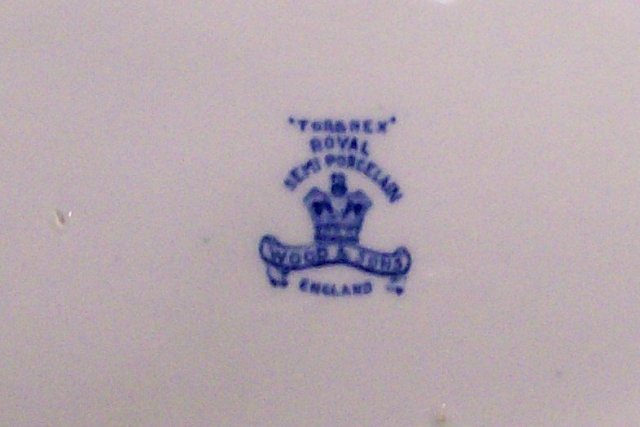 "TORBREX"
ROYAL
SEMI PORCELAIN
WOOD & SONS
ENGLAND